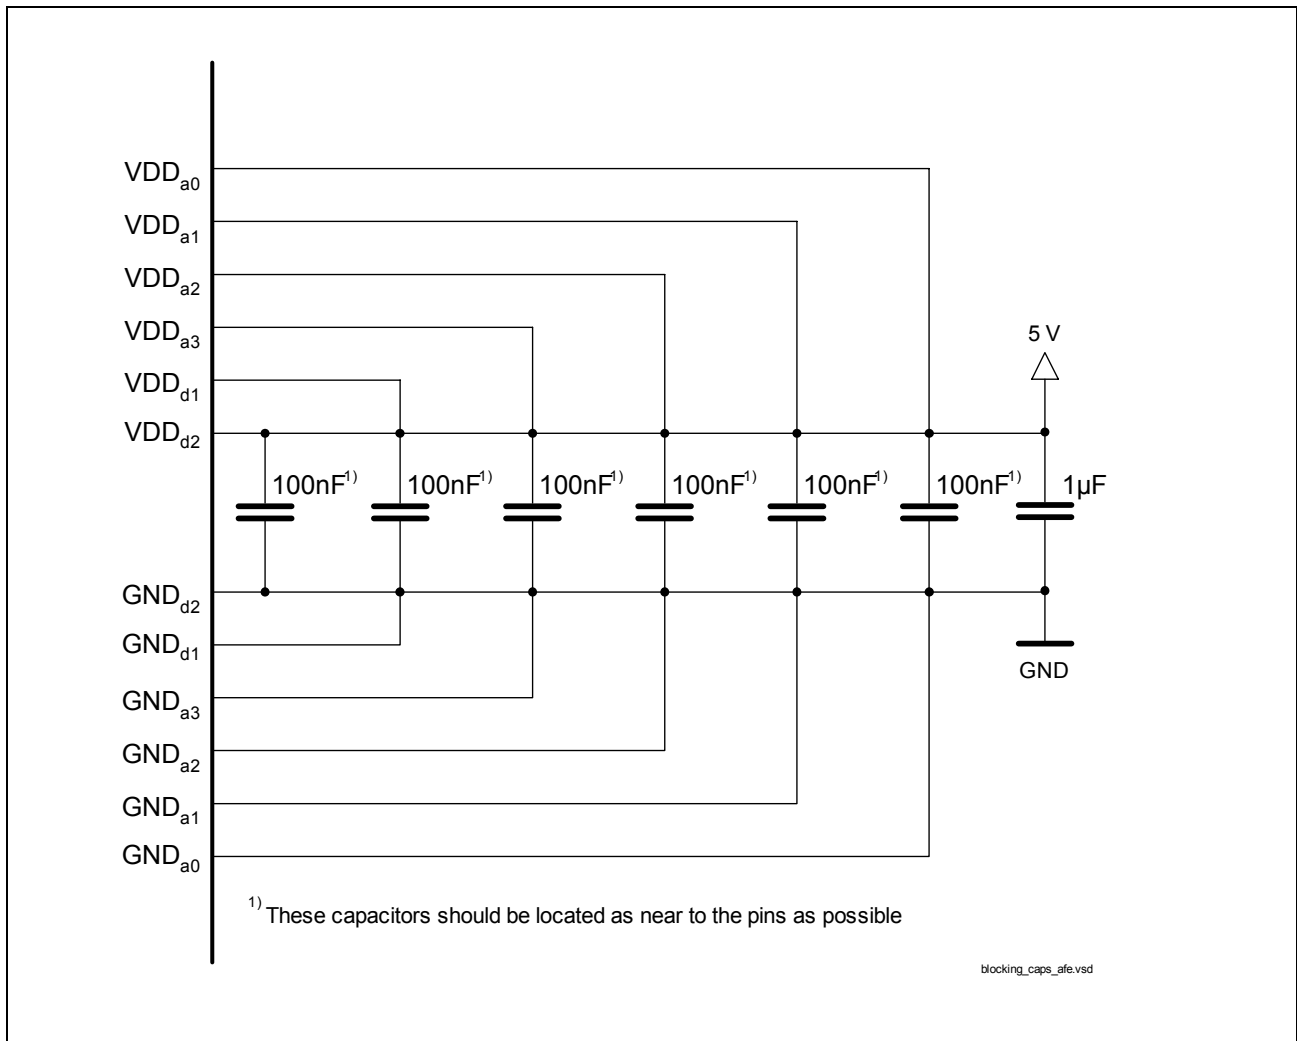 VDDa0
VDDa1
VDDa2
VDDa3
5 V
VDDd1
VDDd2
100nF1) 100nF1) 100nF1) 100nF1) 100nF1) 100nF1) 1µF
GNDd2
GNDd1
GND
GNDa3
GNDa2
GNDa1
GNDa0
1) These capacitors should be located as near to the pins as possible
blocking_caps_afe.vsd